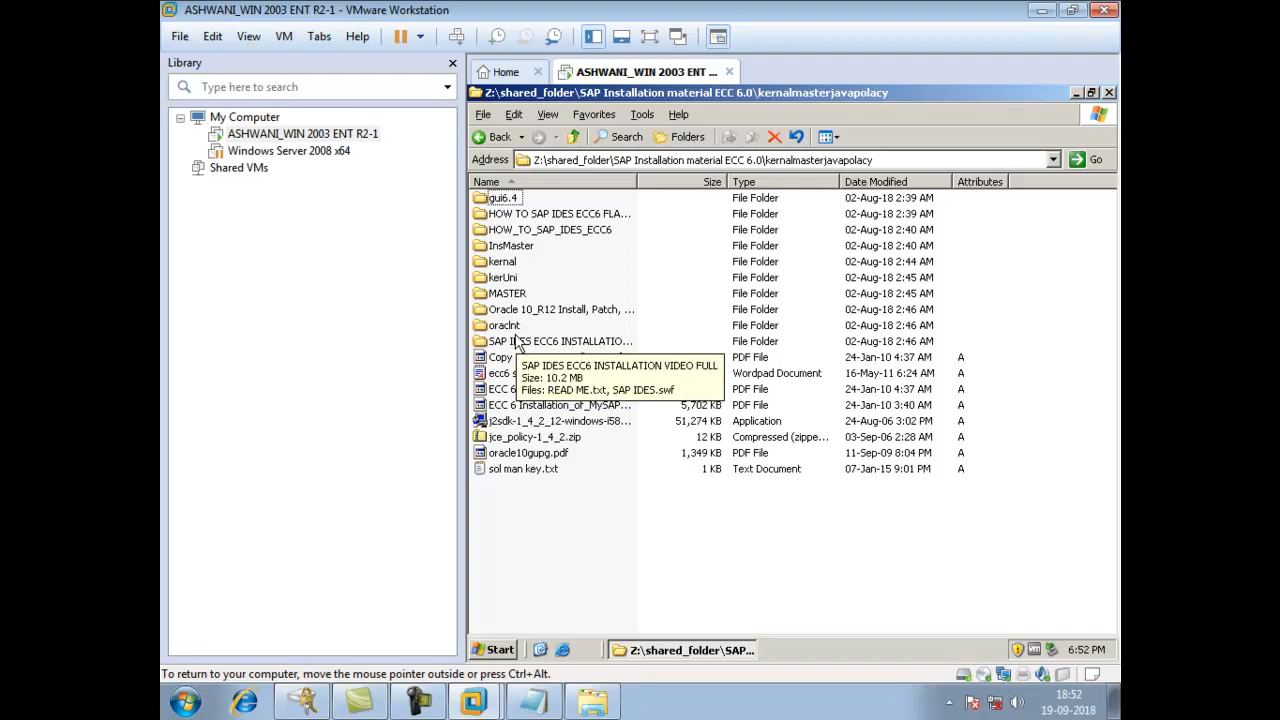 ASHWANI_WIN 2003 ENT R2-1 - VMware Workstation
File Edit View VM Tabs Help
Library
Type here to search
My Computer
ASHWANI_WIN 2003 ENT R2-1
Windows Server 2008 x64
Shared VMs
Home
ASHWANI_WIN 2003 ENT ...
Z:\shared_folder\SAP Installation material ECC 6.0\kernalmasterjavapolacy
File Edit View Favorites Tools Help
Back Search Folders
Address Z:\shared_folder\SAP Installation material ECC 6.0\kernalmasterjavapolacy Go
Name Size Type Date Modified Attributes
gui6.4 File Folder 02-Aug-18 2:39 AM
HOW TO SAP IDES ECC6 FLA... File Folder 02-Aug-18 2:39 AM
HOW_TO_SAP_IDES_ECC6 File Folder 02-Aug-18 2:40 AM
InsMaster File Folder 02-Aug-18 2:40 AM
kernal File Folder 02-Aug-18 2:44 AM
kerUni File Folder 02-Aug-18 2:45 AM
MASTER File Folder 02-Aug-18 2:45 AM
Oracle 10_R12 Install, Patch, ... File Folder 02-Aug-18 2:45 AM
oraclnt File Folder 02-Aug-18 2:46 AM
SAP IDES ECC6 INSTALLATIO... File Folder 02-Aug-18 2:46 AM
Copy PDF File 24-Jan-10 4:37 AM A
ecc6 s Wordpad Document 16-May-11 6:23 AM A
ECC 6 PDF File 24-Jan-10 4:37 AM A
ECC 6 Installation_of_MySAP... 5,702 KB PDF File 24-Jan-10 3:40 AM A
j2sdk-1_4_2_12-windows-i58... 51,274 KB Application 24-Aug-06 3:02 PM A
jce_policy-1_4_2.zip 12 KB Compressed (zippe... 03-Sep-06 2:28 AM A
oracle10gupg.pdf 1,349 KB PDF File 11-Sep-09 8:04 PM A
sol man key.txt 1 KB Text Document 07-Jan-15 9:01 PM A
SAP IDES ECC6 INSTALLATION VIDEO FULL
Size: 10.2 MB
Files: READ ME.txt, SAP IDES.swf
Start Z:\shared_folder\SAP... 6:52 PM
To return to your computer, move the mouse pointer outside or press Ctrl+Alt.
18:52
19-09-2018